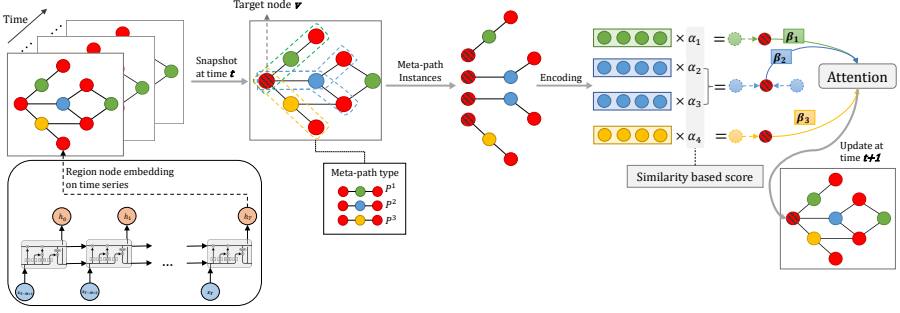 Time
Target node v
Snapshot
at time t
Meta-path
Instances
Encoding
× α1
× α2
× α3
× α4
=
=
=
β1
β2
β3
Attention
Similarity based score
Update at
time t+1
Meta-path type
P1
P2
P3
Region node embedding
on time series
h0
h1
hT
...
xT